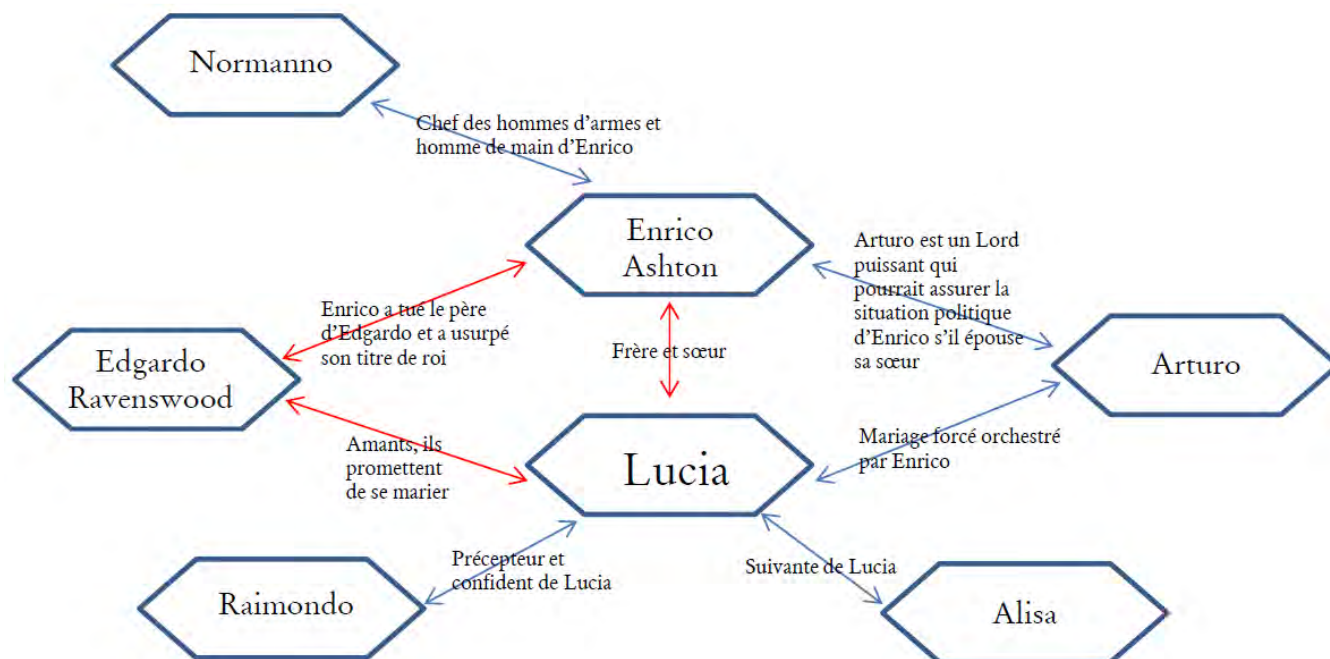 Normanno
Chef des hommes d'armes et
homme de main d'Enrico
Enrico
Ashton
Arturo est un Lord
puissant qui
pourrait assurer la
situation politique
d'Enrico s'il épouse
sa sœur
Enrico a tué le père
d'Edgardo et a usurpé
son titre de roi
Frère et sœur
Edgardo
Ravenswood
Arturo
Amants, ils
promettent
de se marier
Lucia
Mariage forcé orchestré
par Enrico
Précepteur et
confident de Lucia
Suivante de Lucia
Raimondo
Alisa